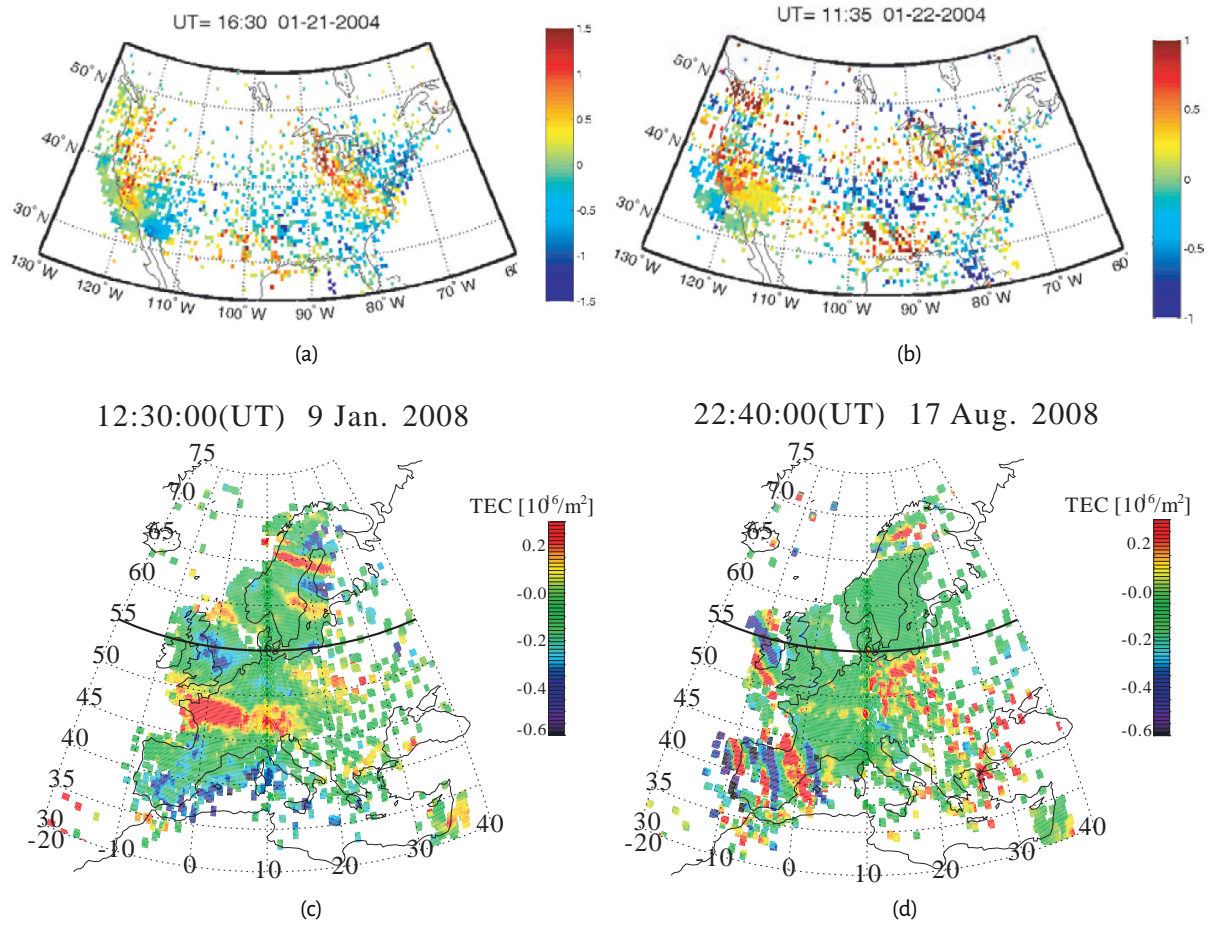 UT= 16:30 01-21-2004
50° N
40° N
30° N
130° W
120° W
110° W
100° W
90° W
80° W
70° W
60
1.5
1
0.5
0
-0.5
-1
-1.5
(a)
UT= 11:35 01-22-2004
50° N
40° N
30° N
130° W
120° W
110° W
100° W
90° W
80° W
70° W
60
1
0.5
0
-0.5
-1
(b)
12:30:00(UT) 9 Jan. 2008
75
70
65
60
55
50
45
40
35
30
-20
-10
0
10
20
30
40
TEC [10¹⁶/m²]
0.2
-0.0
-0.2
-0.4
-0.6
(c)
22:40:00(UT) 17 Aug. 2008
75
70
65
60
55
50
45
40
35
30
-20
-10
0
10
20
30
40
TEC [10¹⁶/m²]
0.2
-0.0
-0.2
-0.4
-0.6
(d)